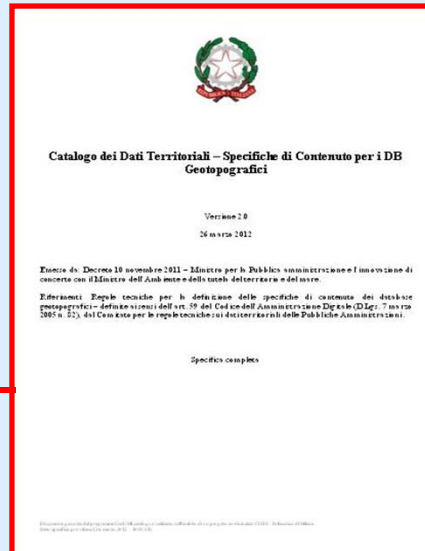 Catalogo dei Dati Territoriali – Specifiche di Contenuto per i DB
Geotopografici
Versione 2.0
26 marzo 2012
Emesso da: Decreto 10 novembre 2011 – Ministro per la Pubblica amministrazione e l'innovazione di
concerto con il Ministro dell'Ambiente e della tutela del territorio e del mare.
Riferimenti: Regole tecniche per la definizione delle specifiche di contenuto dei database
geotopografici – definite ai sensi dell'art. 59 del Codice dell'Amministrazione Digitale (D.Lgs. 7 marzo
2005 n. 82), dal Comitato per le regole tecniche sui dati territoriali delle Pubbliche Amministrazioni.
Specifica completa